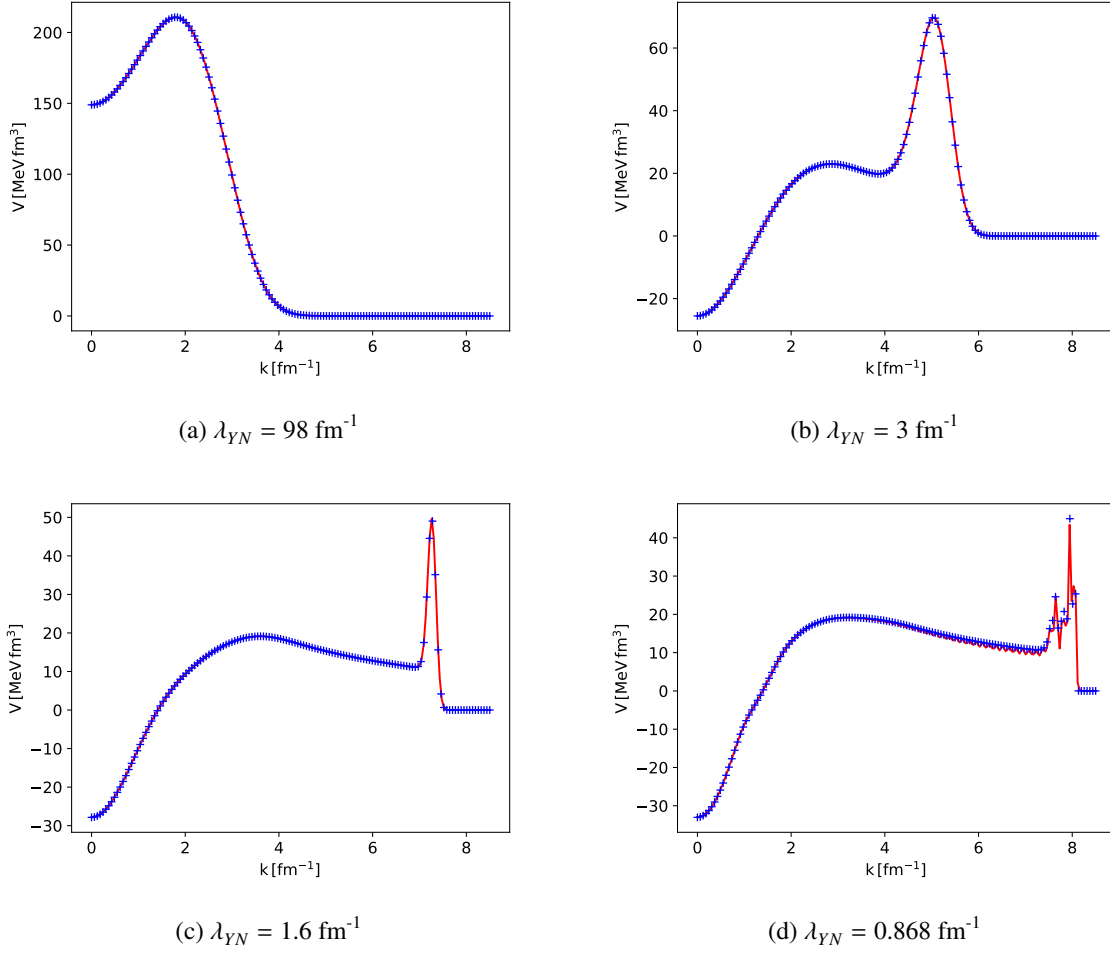 200
150
100
50
0
V [MeV fm³]
0 2 4 6 8
k [fm⁻¹]
(a) λ_YN = 98 fm⁻¹
60
40
20
0
−20
V [MeV fm³]
0 2 4 6 8
k [fm⁻¹]
(b) λ_YN = 3 fm⁻¹
50
40
30
20
10
0
−10
−20
−30
V [MeV fm³]
0 2 4 6 8
k [fm⁻¹]
(c) λ_YN = 1.6 fm⁻¹
40
30
20
10
0
−10
−20
−30
V [MeV fm³]
0 2 4 6 8
k [fm⁻¹]
(d) λ_YN = 0.868 fm⁻¹